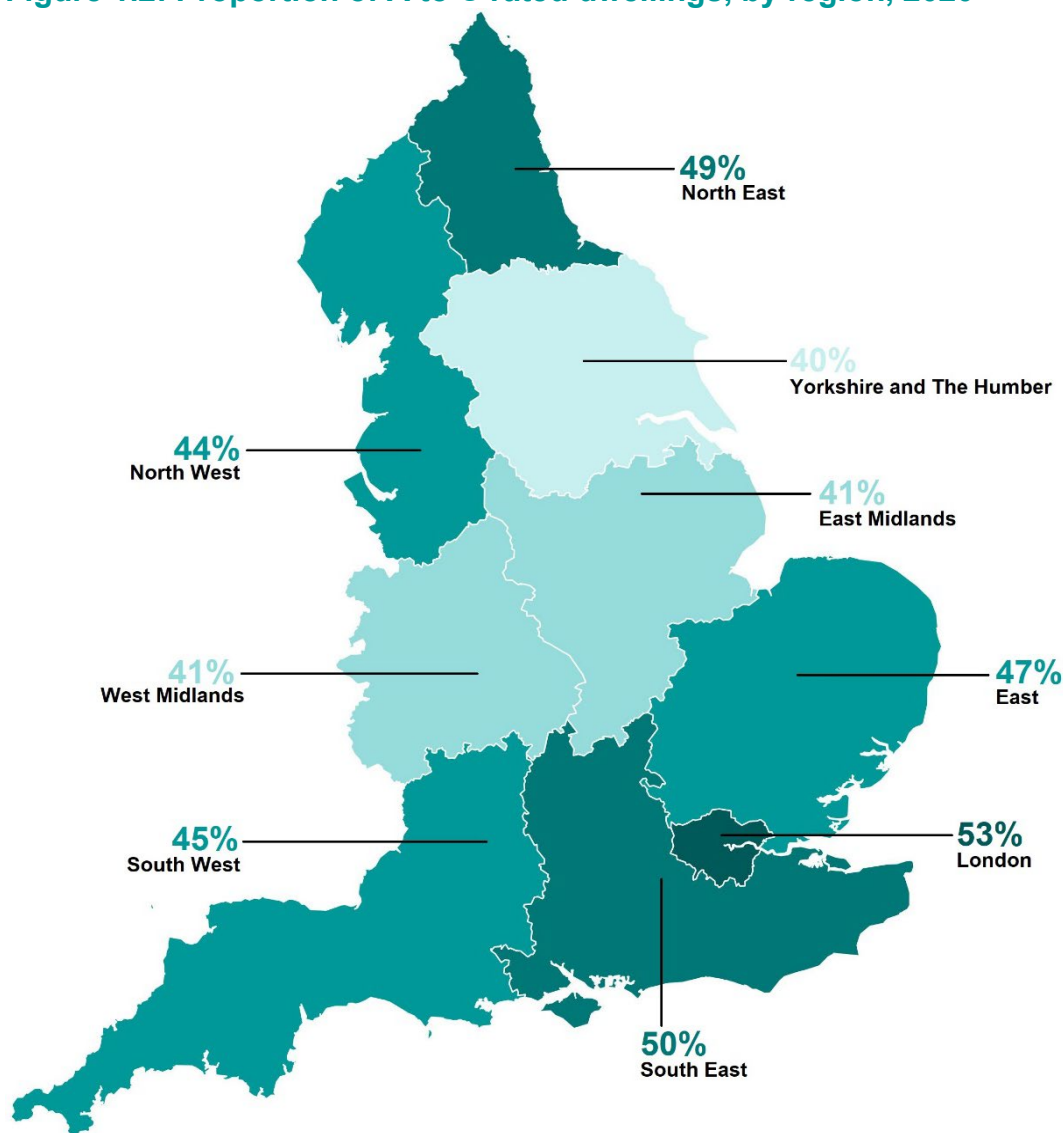 49%
North East
40%
Yorkshire and The Humber
44%
North West
41%
East Midlands
41%
West Midlands
47%
East
45%
South West
53%
London
50%
South East